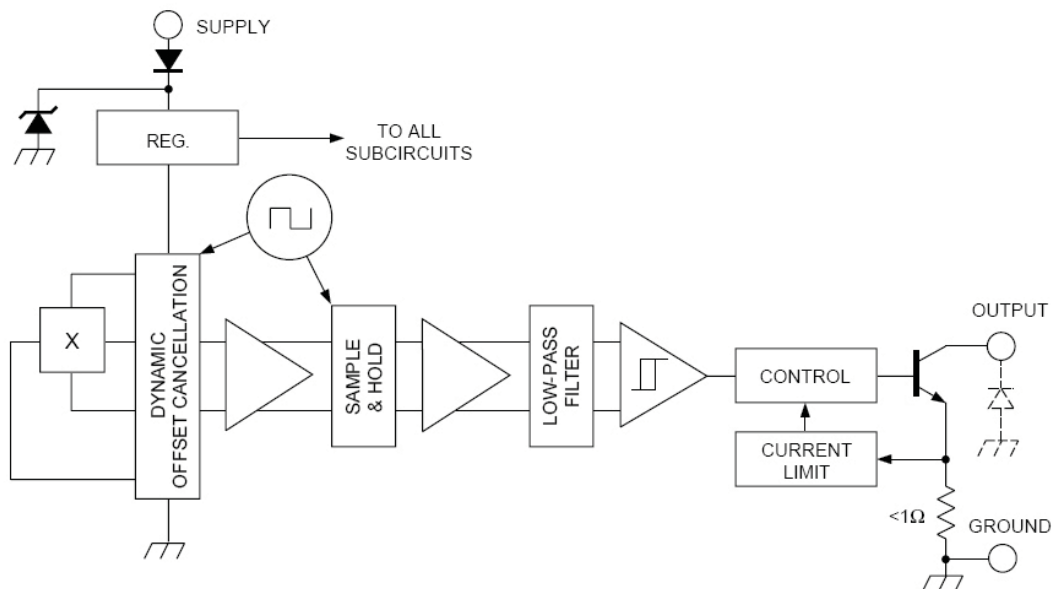 SUPPLY
REG.
TO ALL
SUBCIRCUITS
X
DYNAMIC
OFFSET CANCELLATION
SAMPLE
& HOLD
LOW-PASS
FILTER
CONTROL
CURRENT
LIMIT
OUTPUT
<1Ω
GROUND